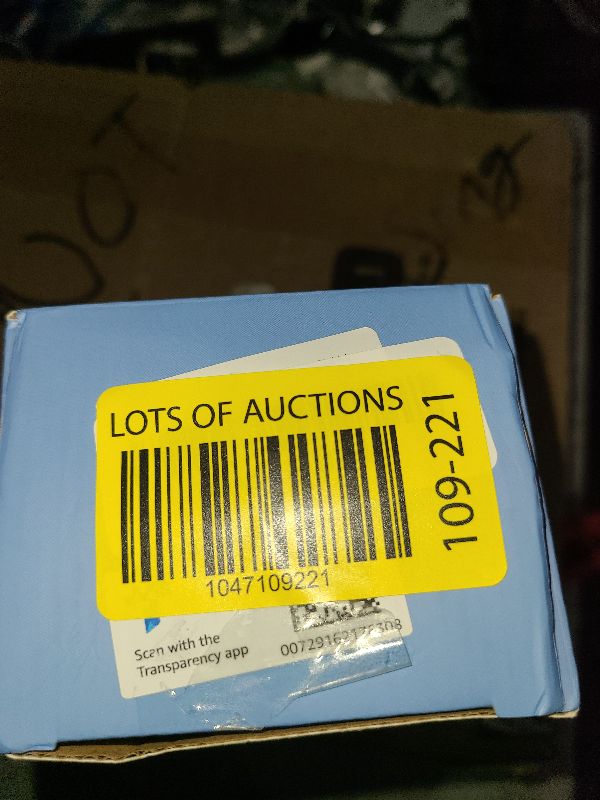 LOTS OF AUCTIONS
109-221
1047109221
Scan with the
Transparency app